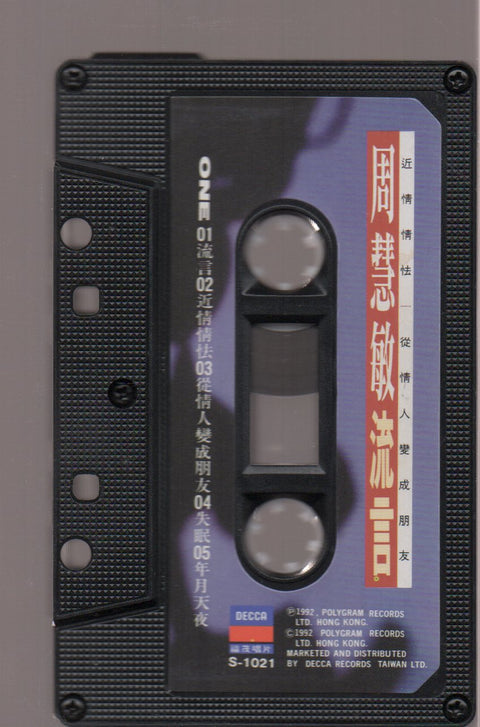 近情情怯—從情人變成朋友
周慧敏 流言
ONE 01流言02近情情怯03從情人變成朋友04失眠05年月天夜
DECCA
福茂唱片
S-1021
Ⓟ1992, POLYGRAM RECORDS
LTD. HONG KONG.
©1992 POLYGRAM RECORDS
LTD. HONG KONG.
MARKETED AND DISTRIBUTED
BY DECCA RECORDS TAIWAN LTD.